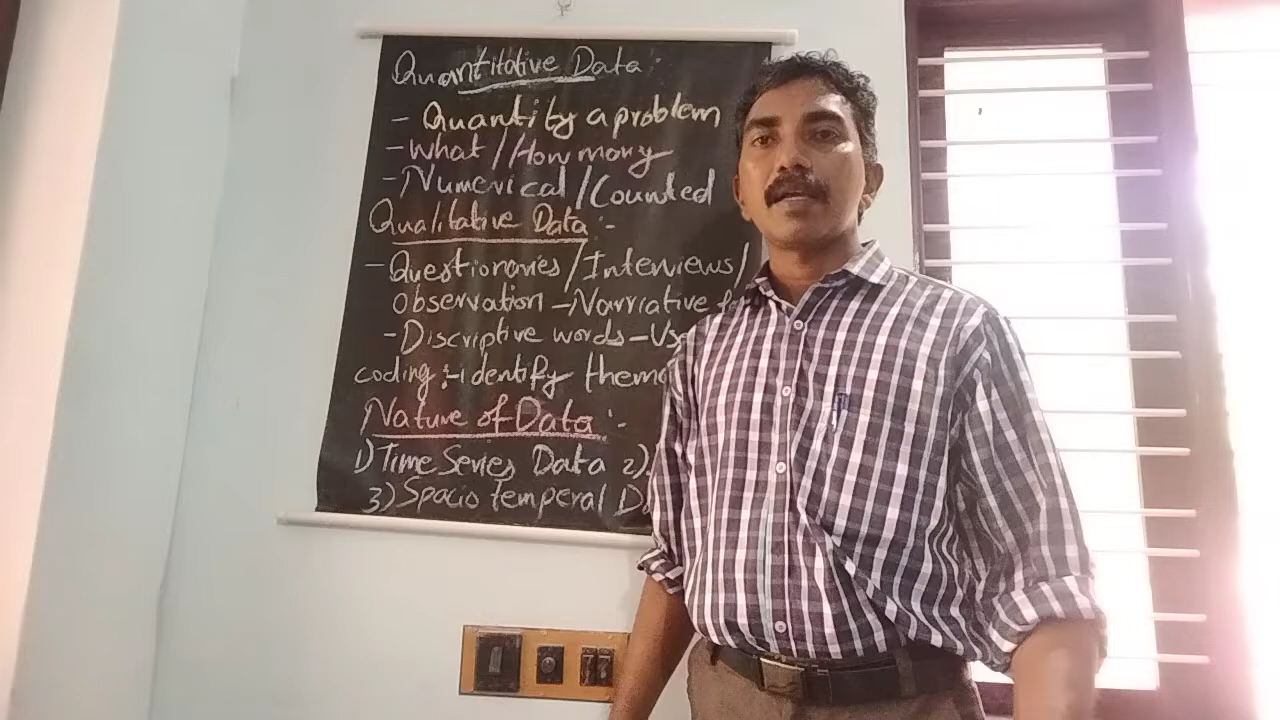 Quantitative Data :
- Quantity a problem
- What / How many
- Numerical / Counted
Qualitative Data :-
- Questionaries / Interviews /
observation - Narrative
- Discriptive words - Use
coding :- identify
Nature of Data :-
1) Time Series Data 2)
3) Spacio temperal